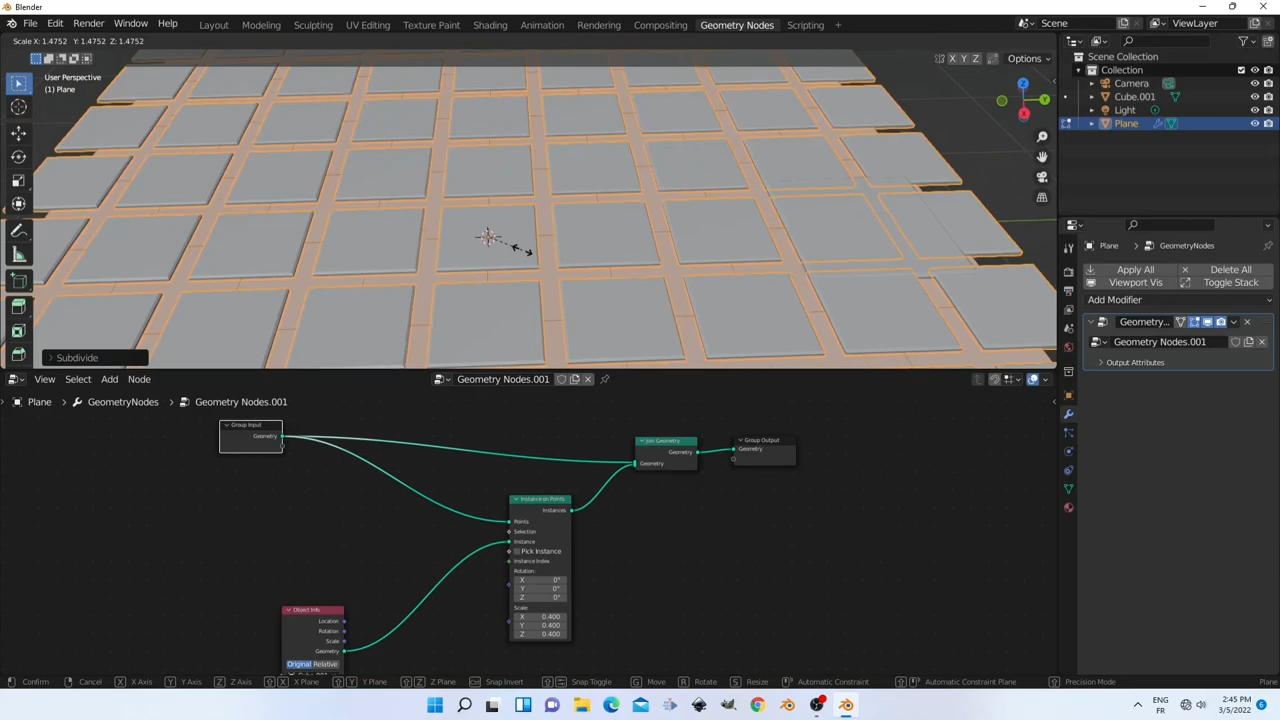 Blender
File Edit Render Window Help Layout Modeling Sculpting UV Editing Texture Paint Shading Animation Rendering Compositing Geometry Nodes Scripting + Scene ViewLayer
Scale X: 1.4752 Y: 1.4752 Z: 1.4752
X Y Z Options
User Perspective
(1) Plane
Subdivide
Scene Collection
Collection
Camera
Cube.001
Light
Plane
Plane GeometryNodes
Apply All Delete All
Viewport Vis Toggle Stack
Add Modifier
Geometry...
Geometry Nodes.001
Output Attributes
View Select Add Node Geometry Nodes.001
Plane GeometryNodes Geometry Nodes.001
Group Input
Geometry
Join Geometry
Geometry
Geometry
Group Output
Geometry
Instance on Points
Instances
Points
Selection
Instance
Pick Instance
Instance Index
Rotation:
X 0°
Y 0°
Z 0°
Scale:
X 0.400
Y 0.400
Z 0.400
Object Info
Location
Rotation
Scale
Geometry
Original Relative
Confirm Cancel X X Axis Y Y Axis Z Z Axis X X Plane Y Y Plane Z Z Plane Snap Invert Snap Toggle G Move R Rotate S Resize Automatic Constraint Automatic Constraint Plane Precision Mode Plane
ENG
FR
2:45 PM
3/5/2022